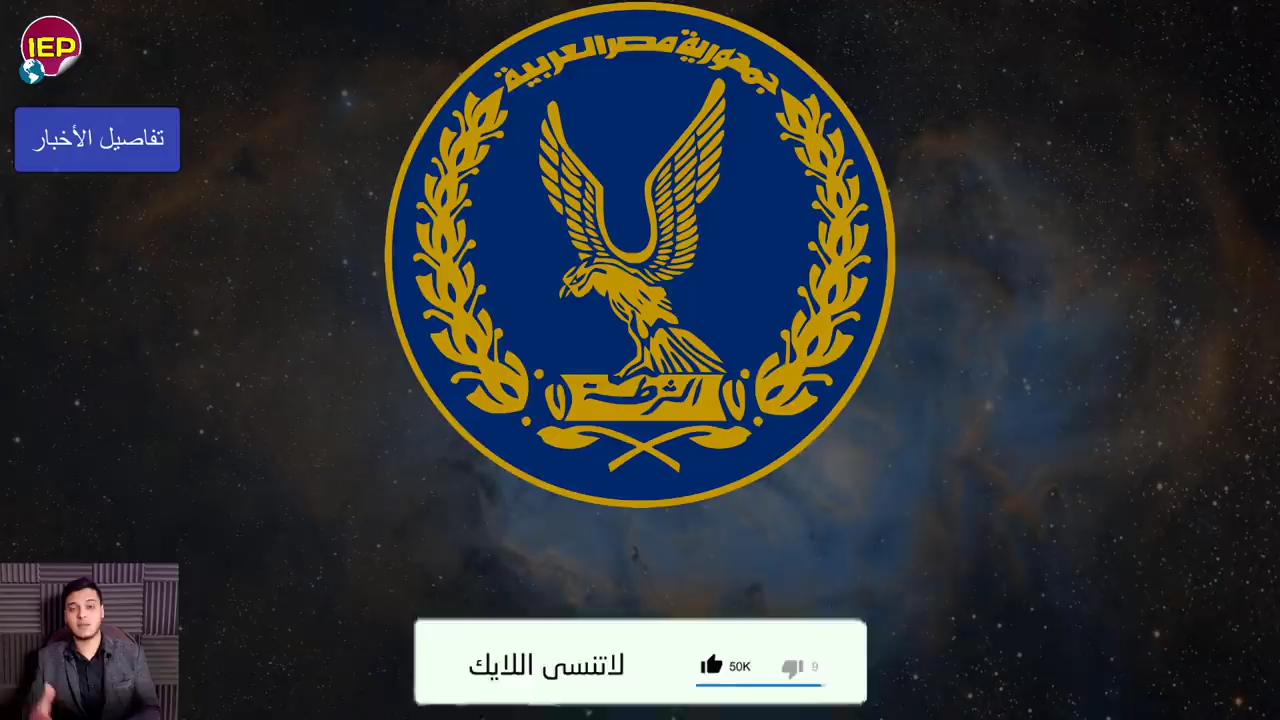 IEP
تفاصيل الأخبار
جمهورية مصر العربية
الشرطة
لاتنسى اللايك
50K
9